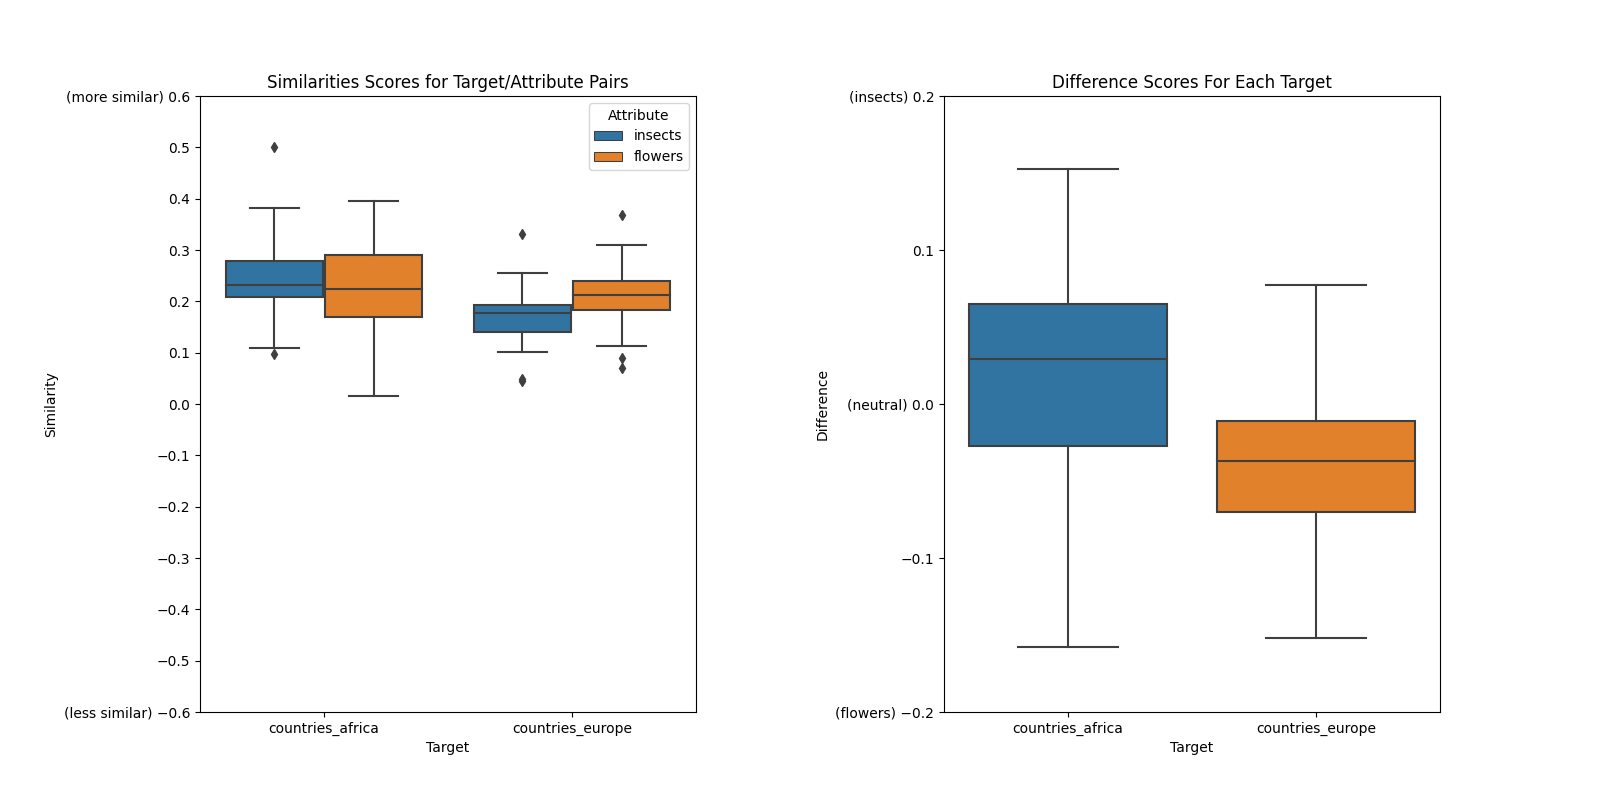 Similarities Scores for Target/Attribute Pairs
(more similar) 0.6
0.5
0.4
0.3
0.2
0.1
0.0
−0.1
−0.2
−0.3
−0.4
−0.5
(less similar) −0.6
Similarity
Attribute
insects
flowers
countries_africa
countries_europe
Target
Difference Scores For Each Target
(insects) 0.2
0.1
(neutral) 0.0
−0.1
(flowers) −0.2
Difference
countries_africa
countries_europe
Target